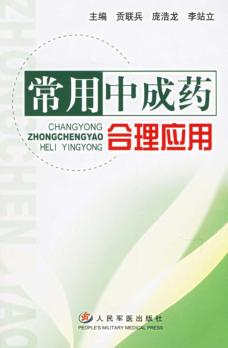 主编 贡联兵 庞浩龙 李站立
常用中成药
CHANGYONG
ZHONGCHENGYAO
HELI YINGYONG
合理应用
ZHONGCHENGYAO
人民军医出版社
PEOPLE'S MILITARY MEDICAL PRESS